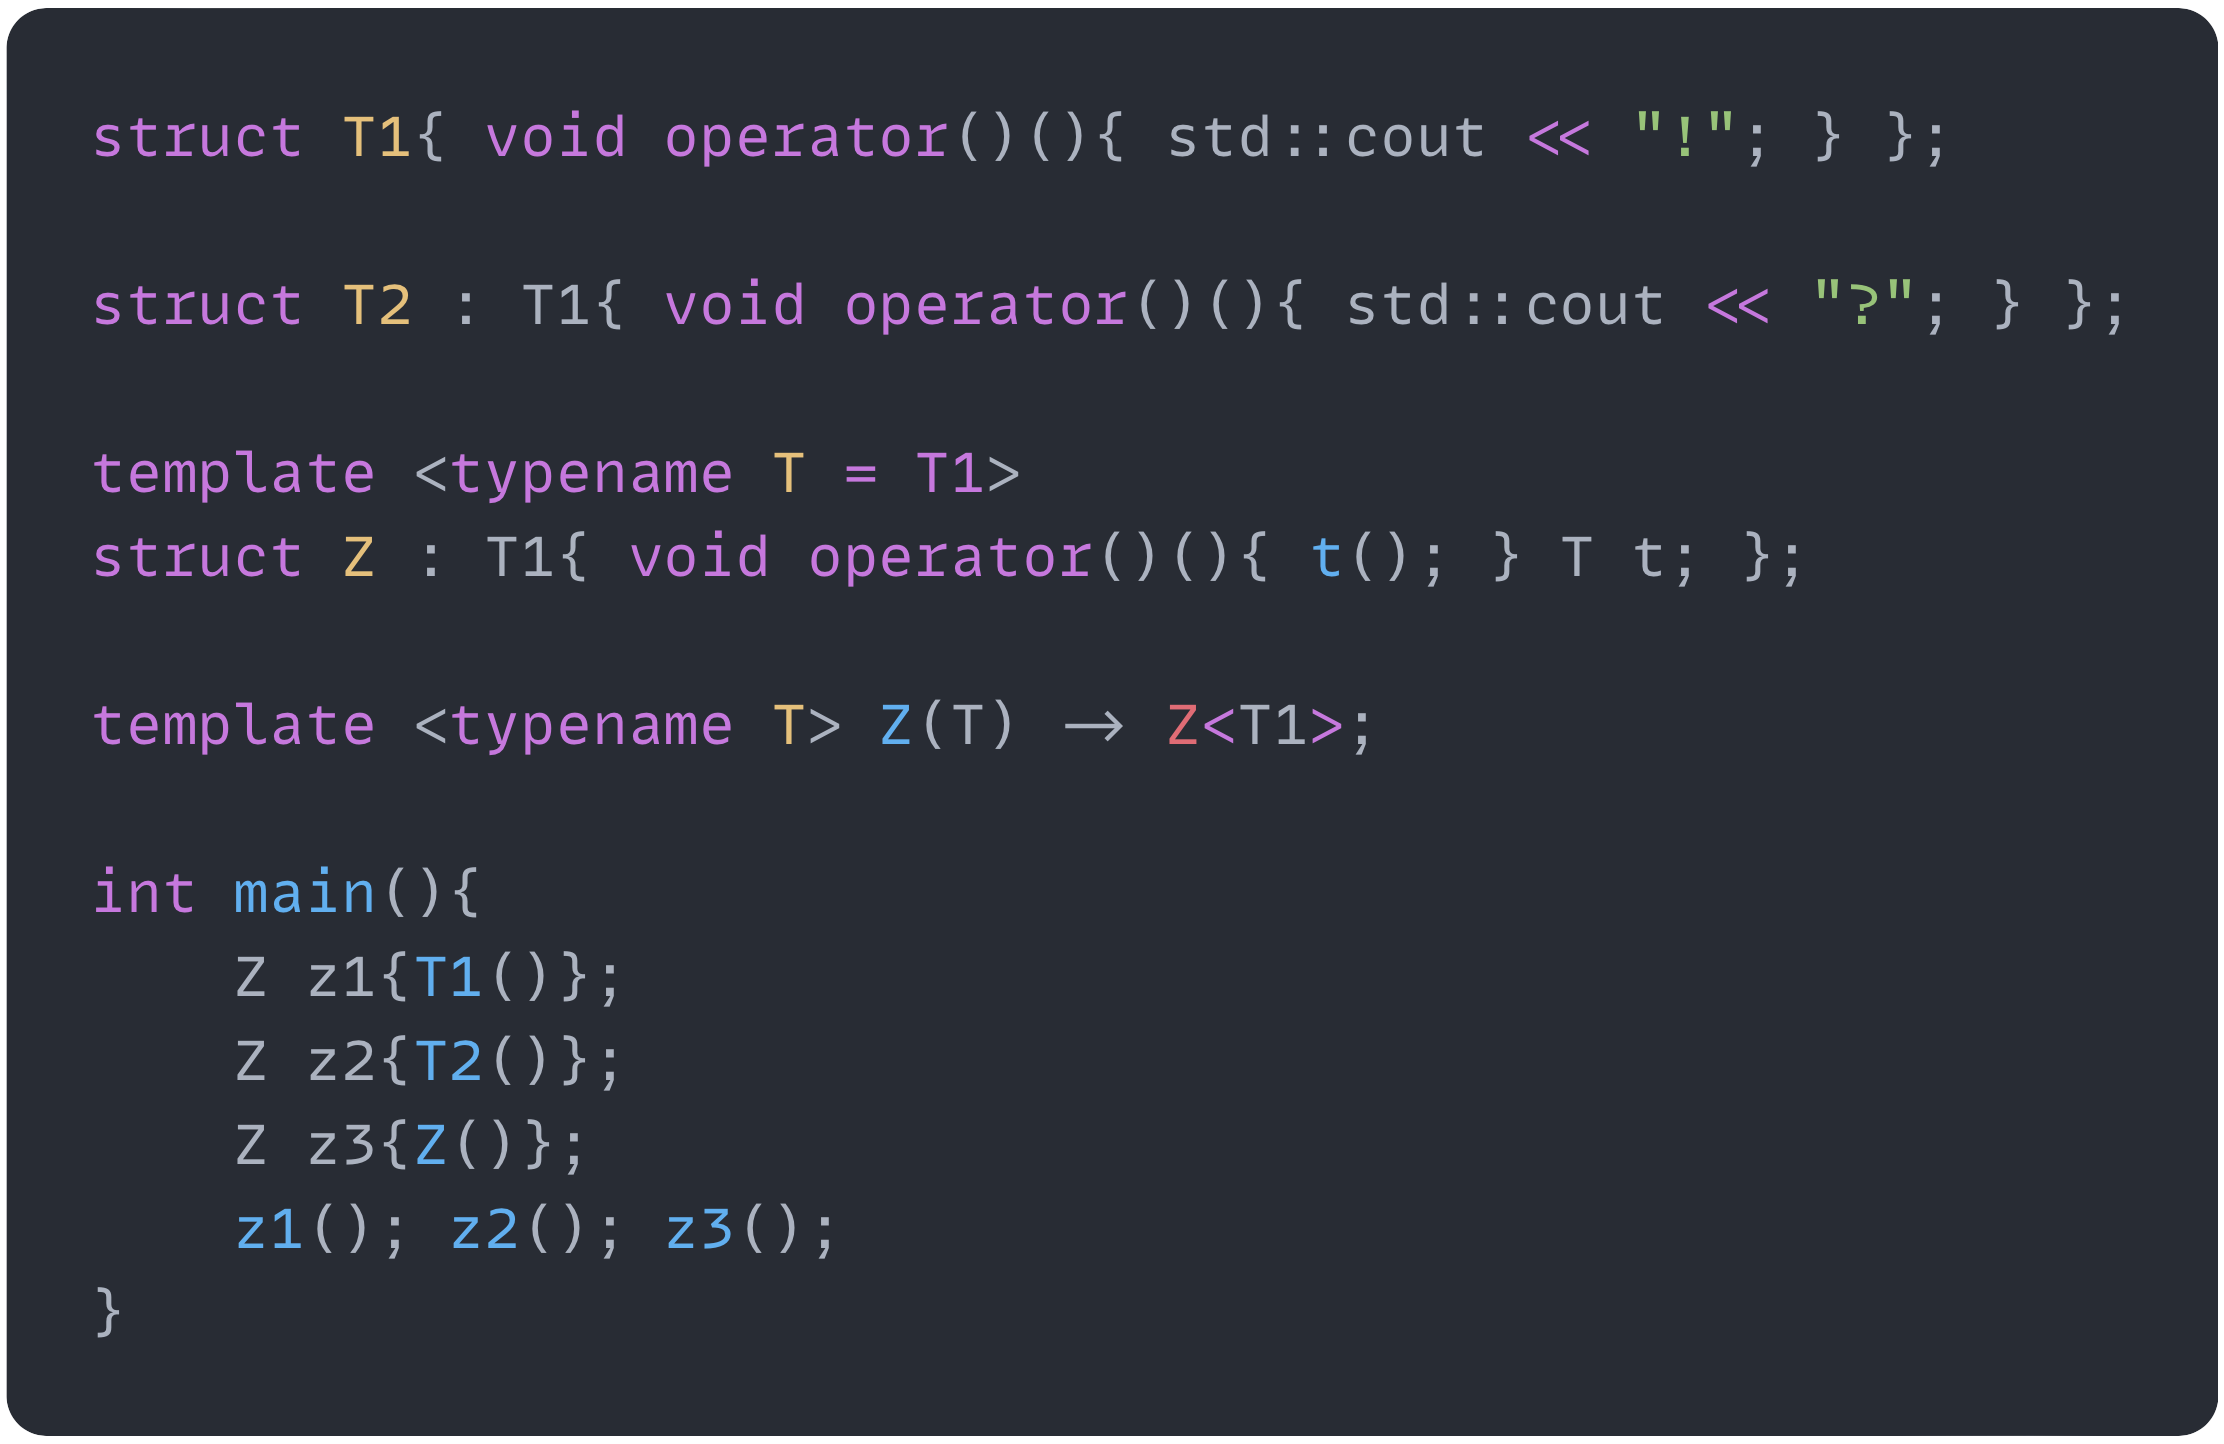 struct T1{ void operator()(){ std::cout << "!"; } };
struct T2 : T1{ void operator()(){ std::cout << "?"; } };
template <typename T = T1>
struct Z : T1{ void operator()(){ t(); } T t; };
template <typename T> Z(T) -> Z<T1>;
int main(){
    Z z1{T1()};
    Z z2{T2()};
    Z z3{Z()};
    z1(); z2(); z3();
}